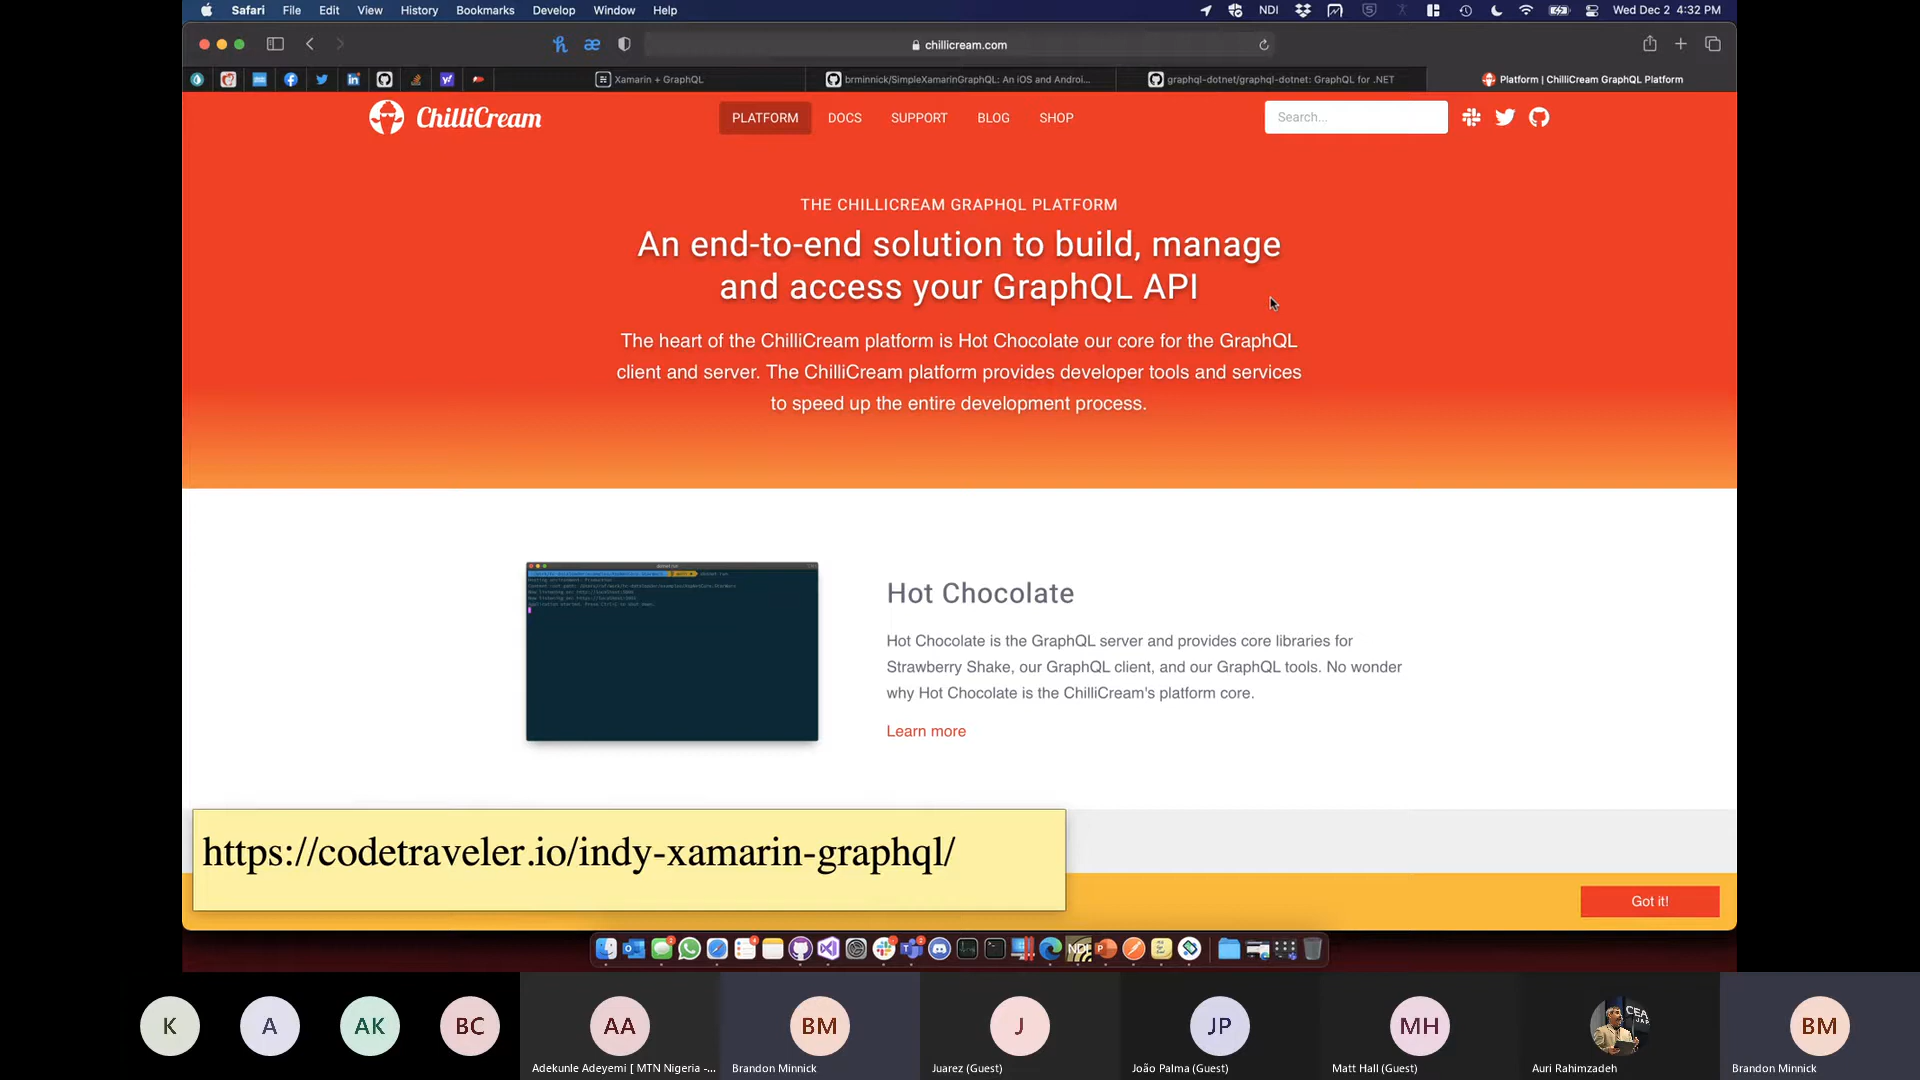 Safari File Edit View History Bookmarks Develop Window Help
NDI
Wed Dec 2 4:32 PM
chillicream.com
Xamarin + GraphQL
brminnick/SimpleXamarinGraphQL: An iOS and Androi...
graphql-dotnet/graphql-dotnet: GraphQL for .NET
Platform | ChilliCream GraphQL Platform
ChilliCream
PLATFORM DOCS SUPPORT BLOG SHOP
Search...
THE CHILLICREAM GRAPHQL PLATFORM
An end-to-end solution to build, manage
and access your GraphQL API
The heart of the ChilliCream platform is Hot Chocolate our core for the GraphQL
client and server. The ChilliCream platform provides developer tools and services
to speed up the entire development process.
Hot Chocolate
Hot Chocolate is the GraphQL server and provides core libraries for
Strawberry Shake, our GraphQL client, and our GraphQL tools. No wonder
why Hot Chocolate is the ChilliCream's platform core.
Learn more
https://codetraveler.io/indy-xamarin-graphql/
Got it!
K
A
AK
BC
AA
BM
J
JP
MH
BM
Adekunle Adeyemi [ MTN Nigeria -...
Brandon Minnick
Juarez (Guest)
João Palma (Guest)
Matt Hall (Guest)
Auri Rahimzadeh
Brandon Minnick